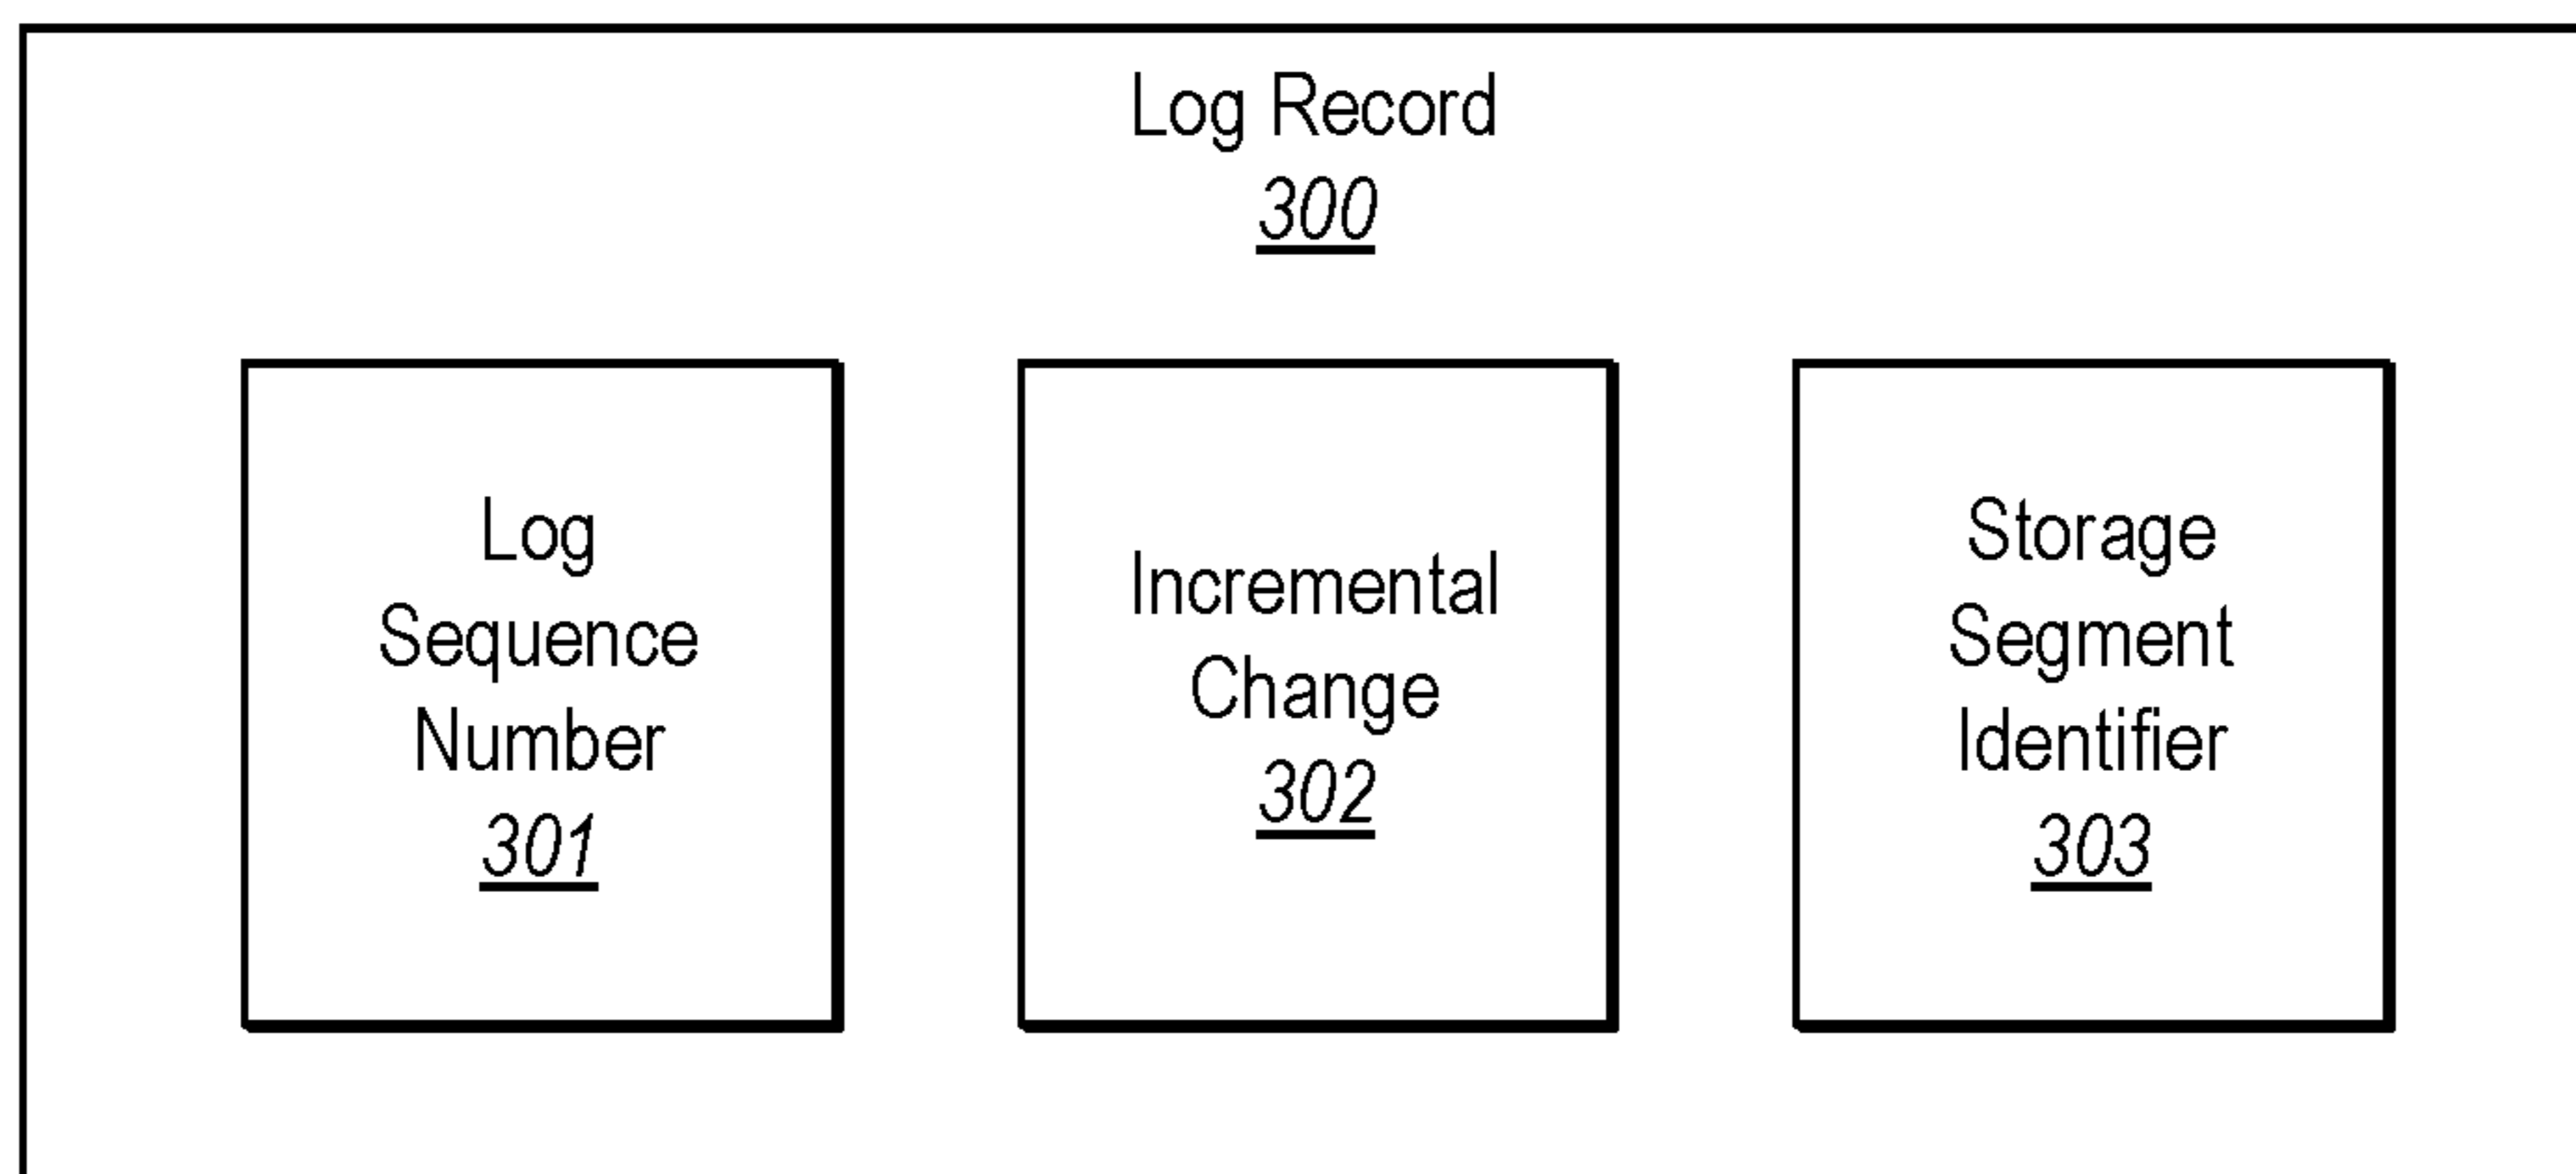 Log Record
300
Log
Sequence
Number
301
Incremental
Change
302
Storage
Segment
Identifier
303